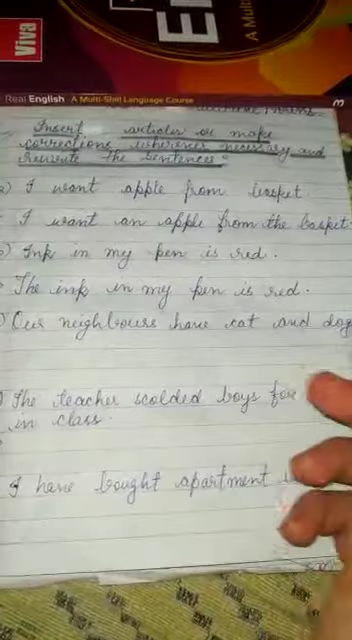 Viva
EN
A Multi
Real English A Multi-Skill Language Course
Insert articles or make
corrections wherever necessary and
Rewrite the sentences.
a) I want apple from basket
I want an apple from the basket
b) Ink in my pen is red.
The ink in my pen is red.
Our neighbours have cat and dog
The teacher scolded boys for
in class.
I have bought apartment